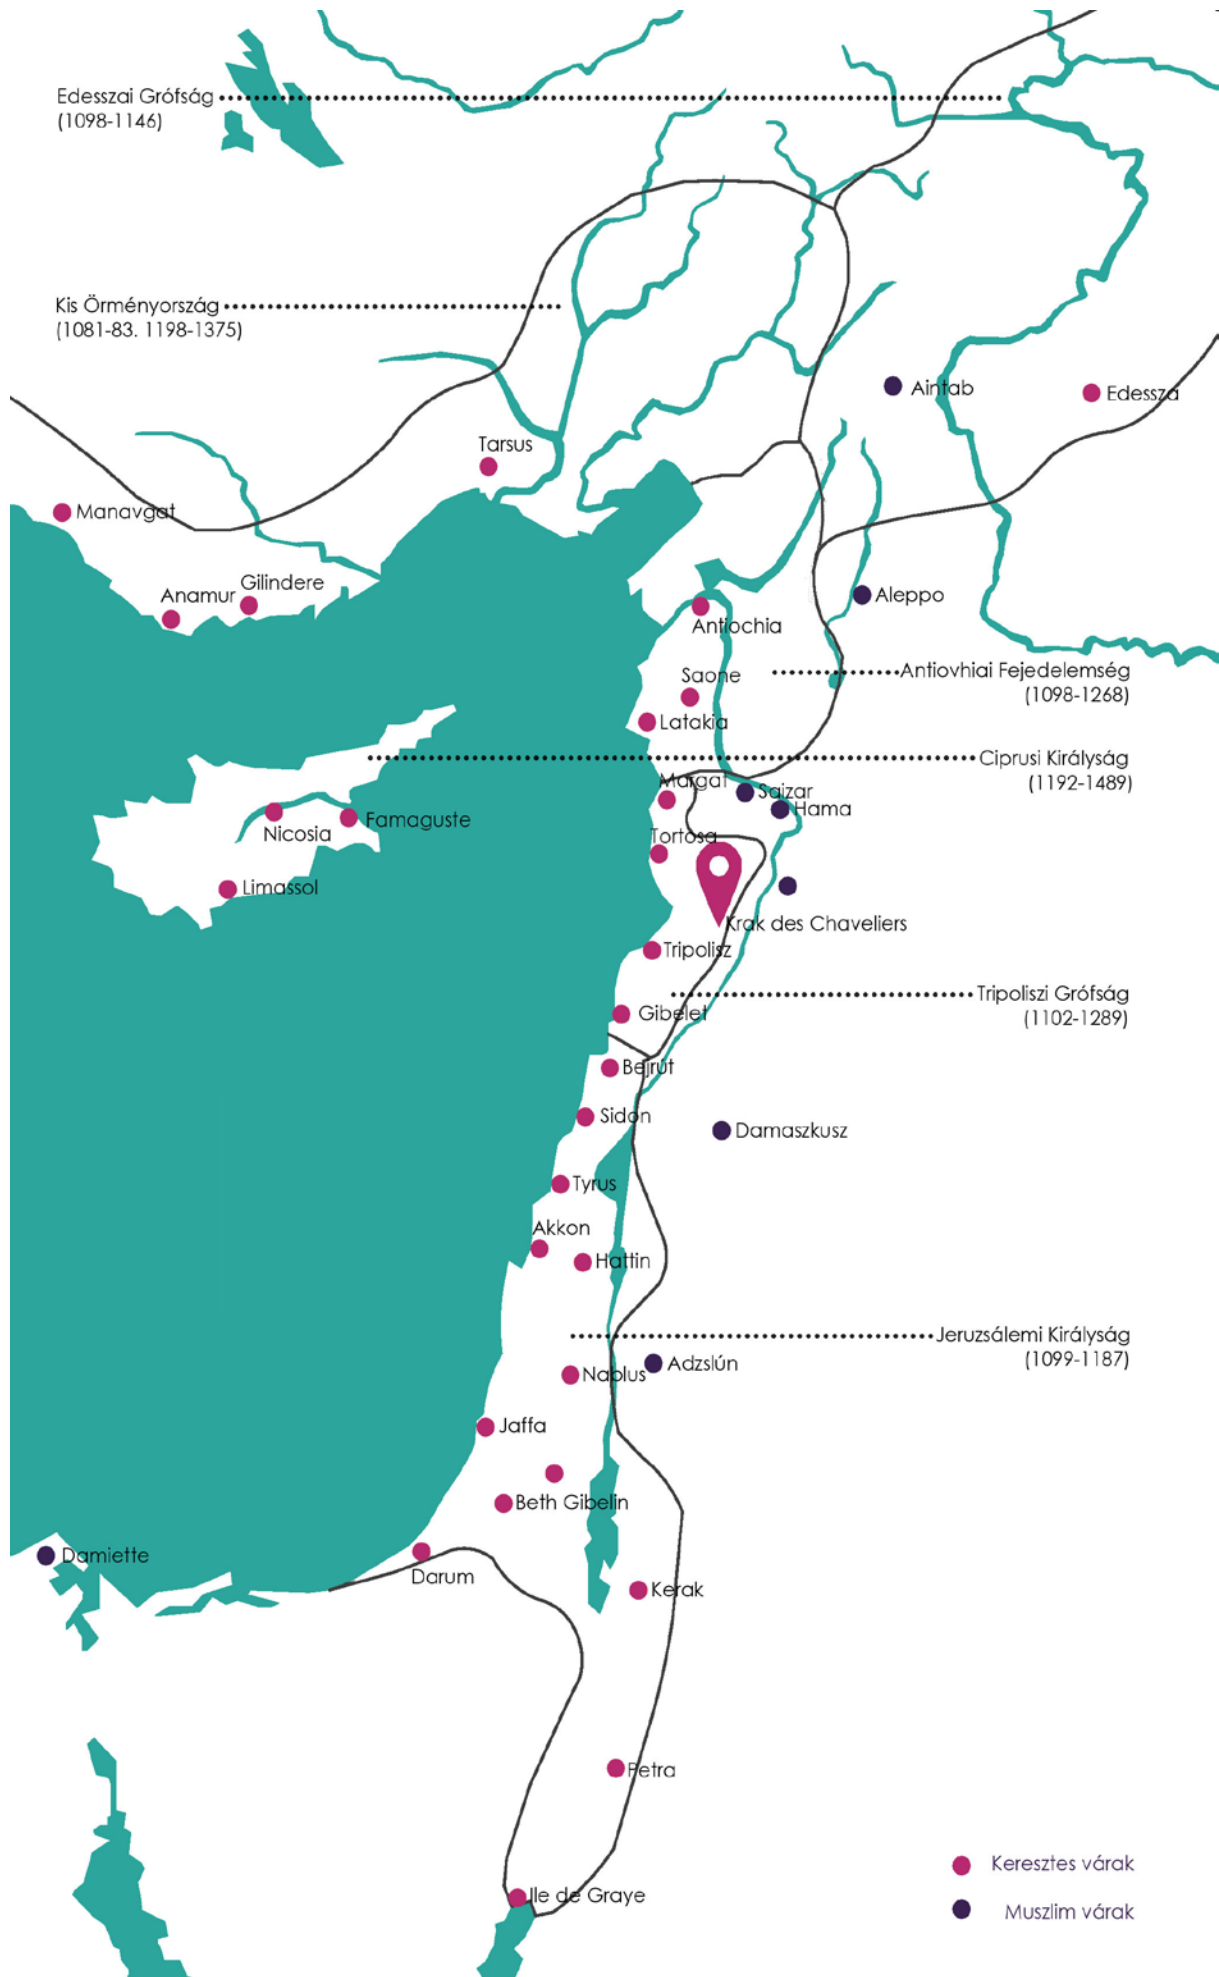 Edesszai Grófság
(1098-1146)
Kis Örményország
(1081-83. 1198-1375)
Aintab
Edessza
Tarsus
Manavgat
Gilindere
Anamur
Aleppo
Antiochia
Antiovhiai Fejedelemség
(1098-1268)
Saone
Latakia
Ciprusi Királyság
(1192-1489)
Margat
Saizar
Hama
Famaguste
Nicosia
Tortosa
Limassol
Krak des Chaveliers
Tripolisz
Tripoliszi Grófság
(1102-1289)
Gibelet
Bejrút
Sidon
Damaszkusz
Tyrus
Akkon
Hattin
Jeruzsálemi Királyság
(1099-1187)
Adzslún
Nablus
Jaffa
Beth Gibelin
Damiette
Darum
Kerak
Petra
Ile de Graye
Keresztes várak
Muszlim várak